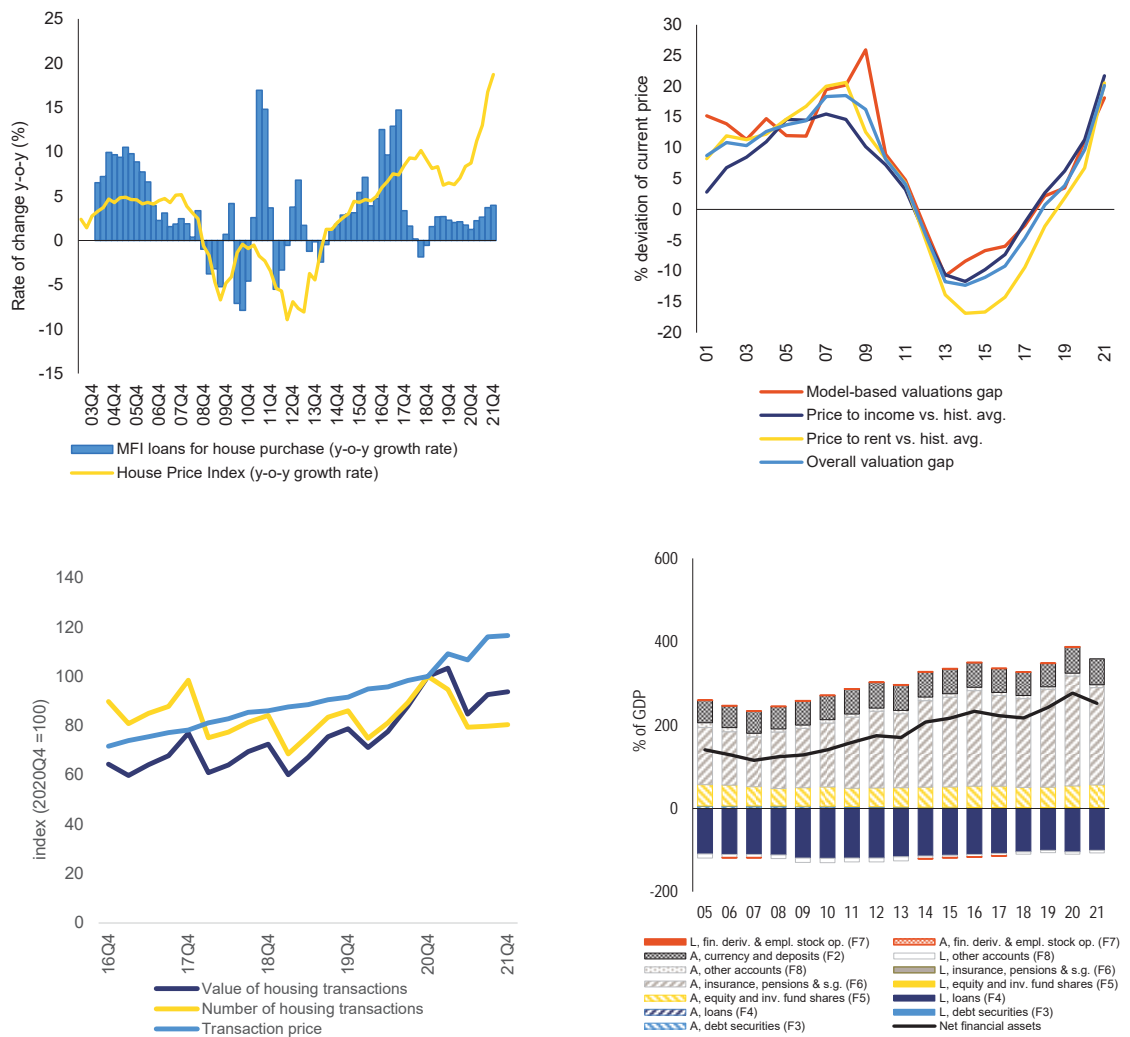 25
20
15
10
5
0
-5
-10
-15
Rate of change y-o-y (%)
03Q4
04Q4
05Q4
06Q4
07Q4
08Q4
09Q4
10Q4
11Q4
12Q4
13Q4
14Q4
15Q4
16Q4
17Q4
18Q4
19Q4
20Q4
21Q4
MFI loans for house purchase (y-o-y growth rate)
House Price Index (y-o-y growth rate)
30
25
20
15
10
5
0
-5
-10
-15
-20
% deviation of current price
01
03
05
07
09
11
13
15
17
19
21
Model-based valuations gap
Price to income vs. hist. avg.
Price to rent vs. hist. avg.
Overall valuation gap
140
120
100
80
60
40
20
0
index (2020Q4 =100)
16Q4
17Q4
18Q4
19Q4
20Q4
21Q4
Value of housing transactions
Number of housing transactions
Transaction price
600
400
200
0
-200
% of GDP
05 06 07 08 09 10 11 12 13 14 15 16 17 18 19 20 21
L, fin. deriv. & empl. stock op. (F7) A, fin. deriv. & empl. stock op. (F7)
A, currency and deposits (F2) L, other accounts (F8)
A, other accounts (F8) L, insurance, pensions & s.g. (F6)
A, insurance, pensions & s.g. (F6) L, equity and inv. fund shares (F5)
A, equity and inv. fund shares (F5) L, loans (F4)
A, loans (F4) L, debt securities (F3)
A, debt securities (F3) Net financial assets